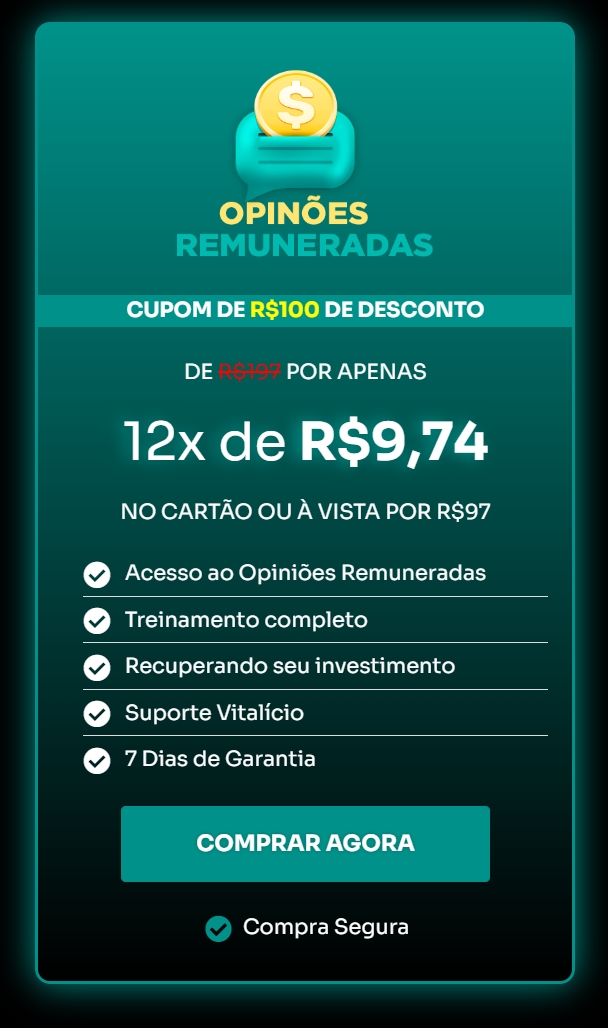 $
OPINÕES
REMUNERADAS
CUPOM DE R$100 DE DESCONTO
DE R$197 POR APENAS
12x de R$9,74
NO CARTÃO OU À VISTA POR R$97
Acesso ao Opiniões Remuneradas
Treinamento completo
Recuperando seu investimento
Suporte Vitalício
7 Dias de Garantia
COMPRAR AGORA
Compra Segura